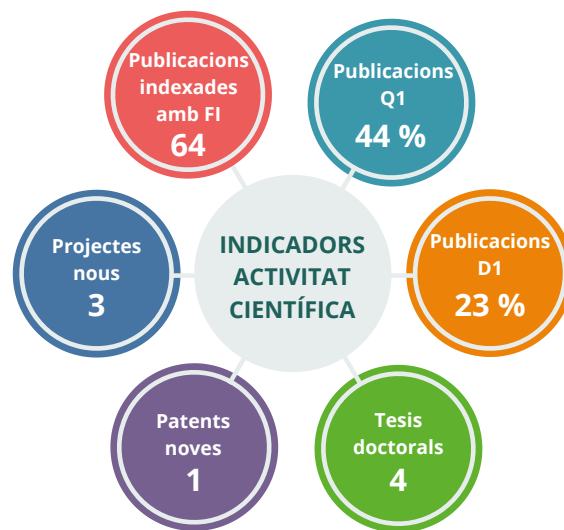 Publicacions
indexades
amb FI
64
Publicacions
Q1
44 %
Projectes
nous
3
INDICADORS
ACTIVITAT
CIENTÍFICA
Publicacions
D1
23 %
Patents
noves
1
Tesis
doctorals
4